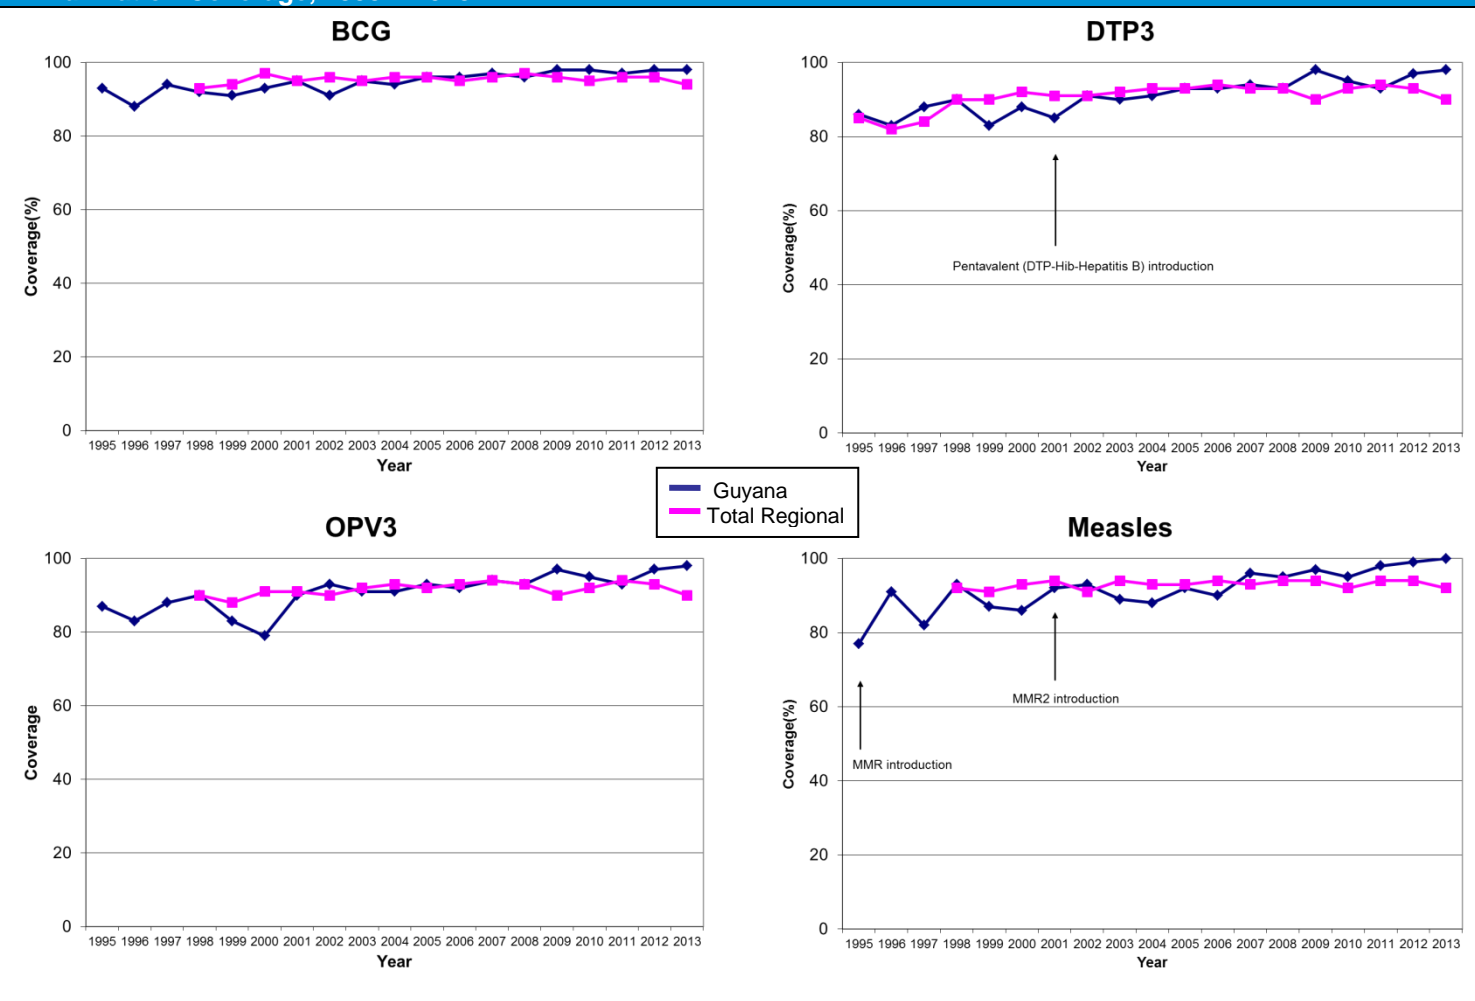 BCG
100
80
60
40
20
0
Coverage(%)
1995 1996 1997 1998 1999 2000 2001 2002 2003 2004 2005 2006 2007 2008 2009 2010 2011 2012 2013
Year
DTP3
100
80
60
40
20
0
Coverage(%)
Pentavalent (DTP-Hib-Hepatitis B) introduction
1995 1996 1997 1998 1999 2000 2001 2002 2003 2004 2005 2006 2007 2008 2009 2010 2011 2012 2013
Year
Guyana
Total Regional
OPV3
100
80
60
40
20
0
Coverage
1995 1996 1997 1998 1999 2000 2001 2002 2003 2004 2005 2006 2007 2008 2009 2010 2011 2012 2013
Year
Measles
100
80
60
40
20
0
Coverage(%)
MMR2 introduction
MMR introduction
1995 1996 1997 1998 1999 2000 2001 2002 2003 2004 2005 2006 2007 2008 2009 2010 2011 2012 2013
Year